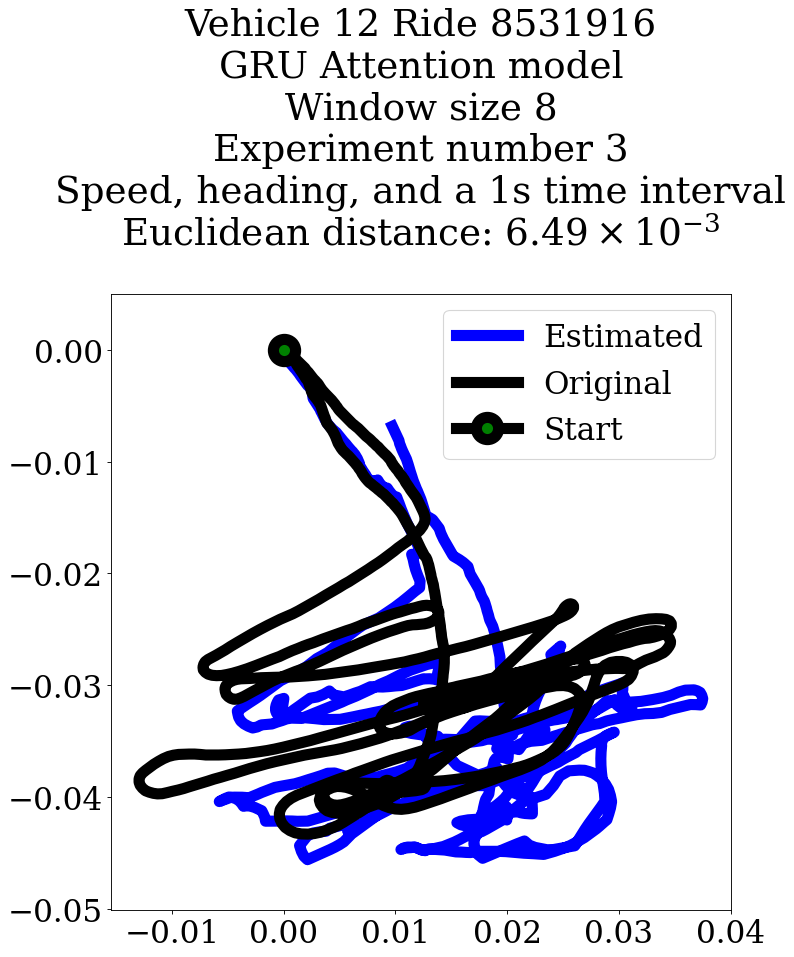 Vehicle 12 Ride 8531916
GRU Attention model
Window size 8
Experiment number 3
Speed, heading, and a 1s time interval
Euclidean distance: 6.49 × 10⁻³
Estimated
Original
Start
0.00
−0.01
−0.02
−0.03
−0.04
−0.05
−0.01 0.00 0.01 0.02 0.03 0.04